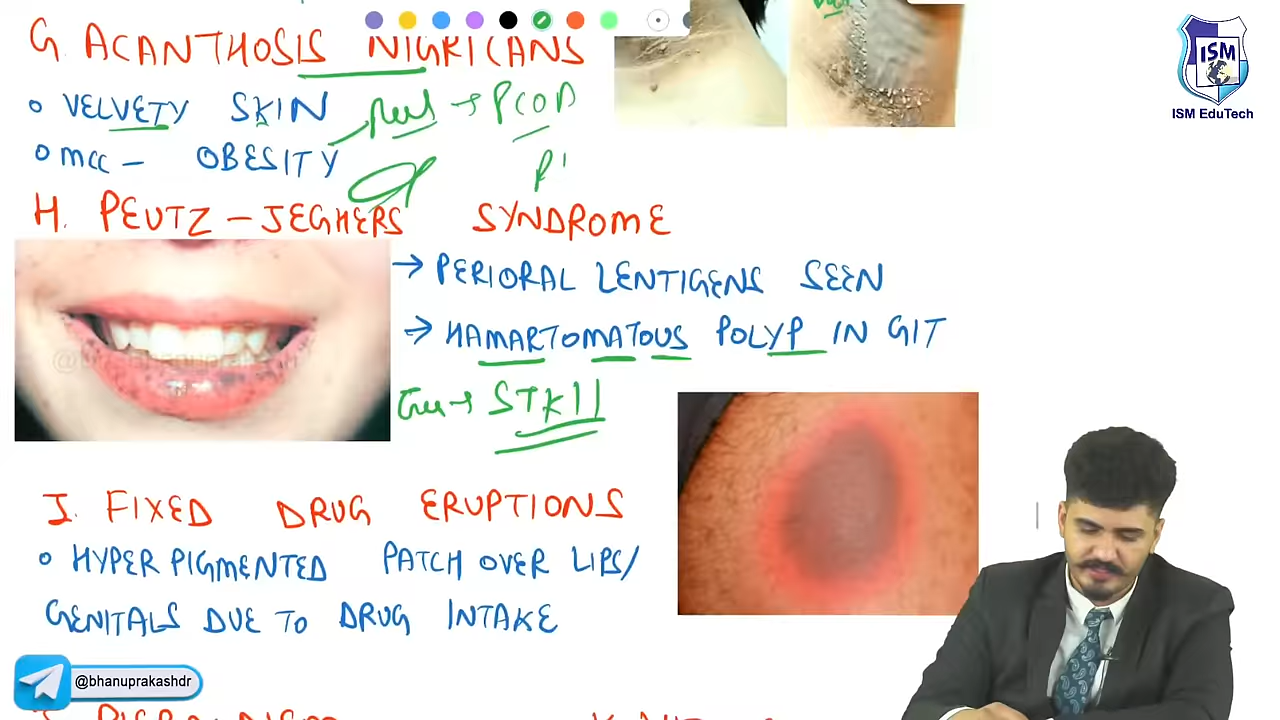 G. ACANTHOSIS NIGRICANS
ISM
ISM EduTech
VELVETY SKIN → PCOD
MCC - OBESITY
H. PEUTZ-JEGHERS SYNDROME
→ PERIORAL LENTIGENS SEEN
→ HAMARTOMATOUS POLYP IN GIT
→ STK11
I. FIXED DRUG ERUPTIONS
HYPERPIGMENTED PATCH OVER LIPS/
GENITALS DUE TO DRUG INTAKE
@bhanuprakashdr